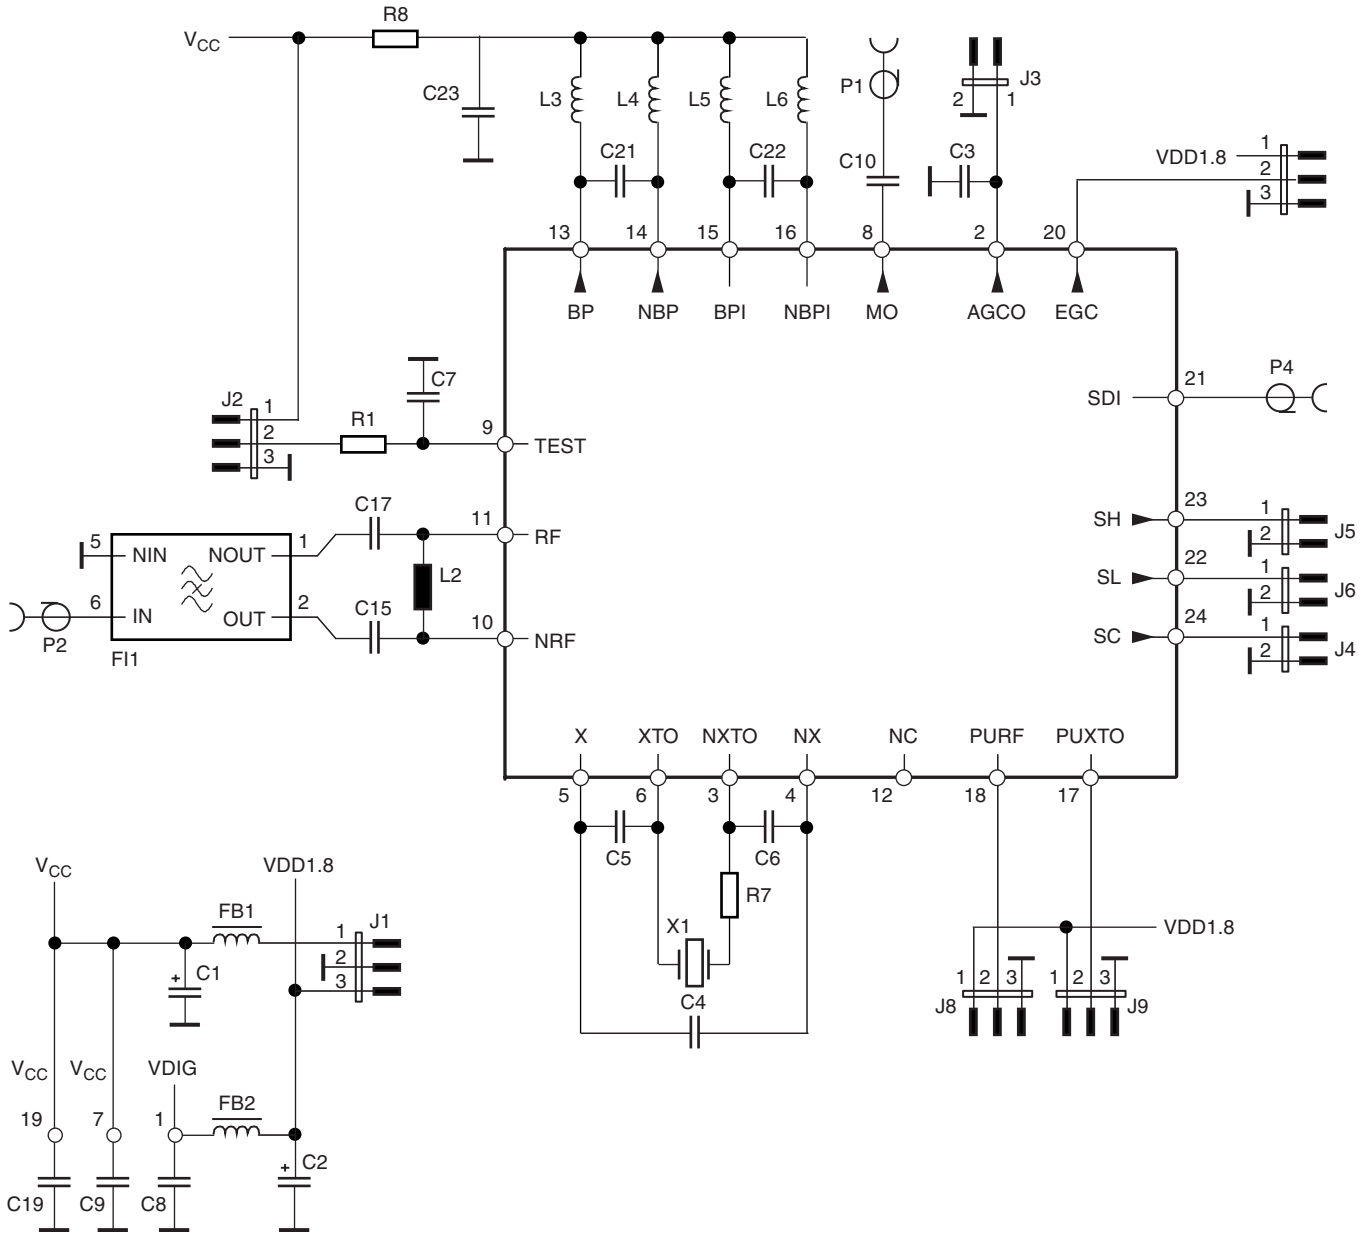 R8
VCC
C23
L3
L4
L5
L6
P1
J3
2
1
C21
C22
C10
C3
VDD1.8
1
2
3
13
14
15
16
8
2
20
BP
NBP
BPI
NBPI
MO
AGCO
EGC
C7
J2
1
2
3
R1
9
TEST
SDI
21
P4
C17
11
RF
5
NIN
NOUT
1
L2
6
IN
OUT
2
C15
10
NRF
P2
FI1
SH
23
1
2
J5
SL
22
1
2
J6
SC
24
1
2
J4
X
XTO
NXTO
NX
NC
PURF
PUXTO
5
6
3
4
12
18
17
C5
C6
R7
X1
C4
VDD1.8
1
2
3
1
2
3
J8
J9
VCC
VDD1.8
FB1
J1
1
2
3
+
C1
VCC
VCC
VDIG
19
7
1
FB2
+
C2
C19
C9
C8